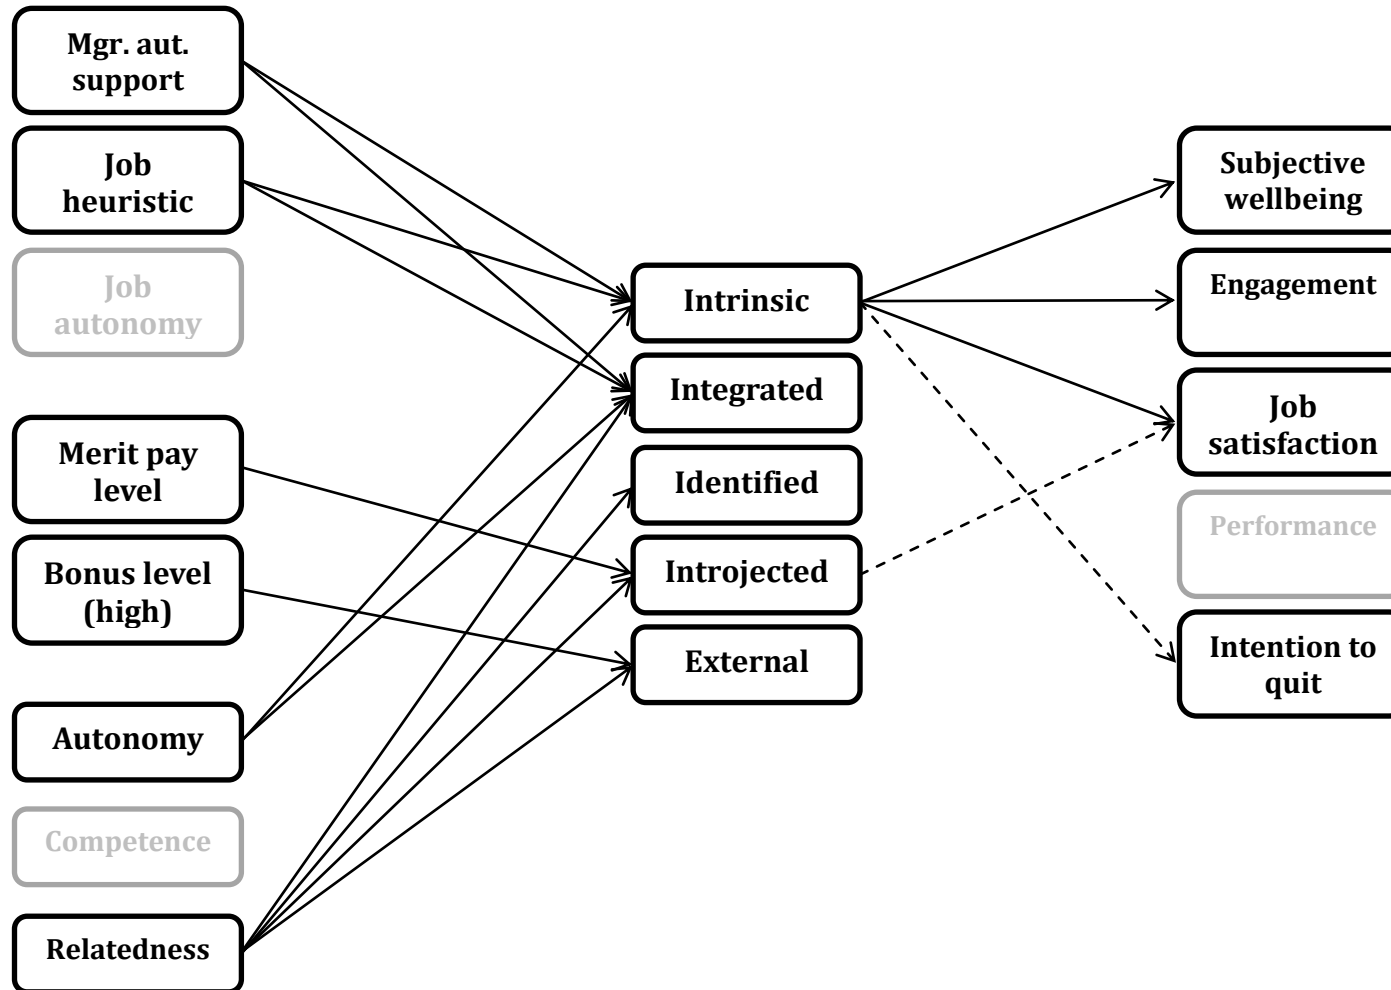 Mgr. aut.
support
Job
heuristic
Job
autonomy
Merit pay
level
Bonus level
(high)
Autonomy
Competence
Relatedness
Intrinsic
Integrated
Identified
Introjected
External
Subjective
wellbeing
Engagement
Job
satisfaction
Performance
Intention to
quit